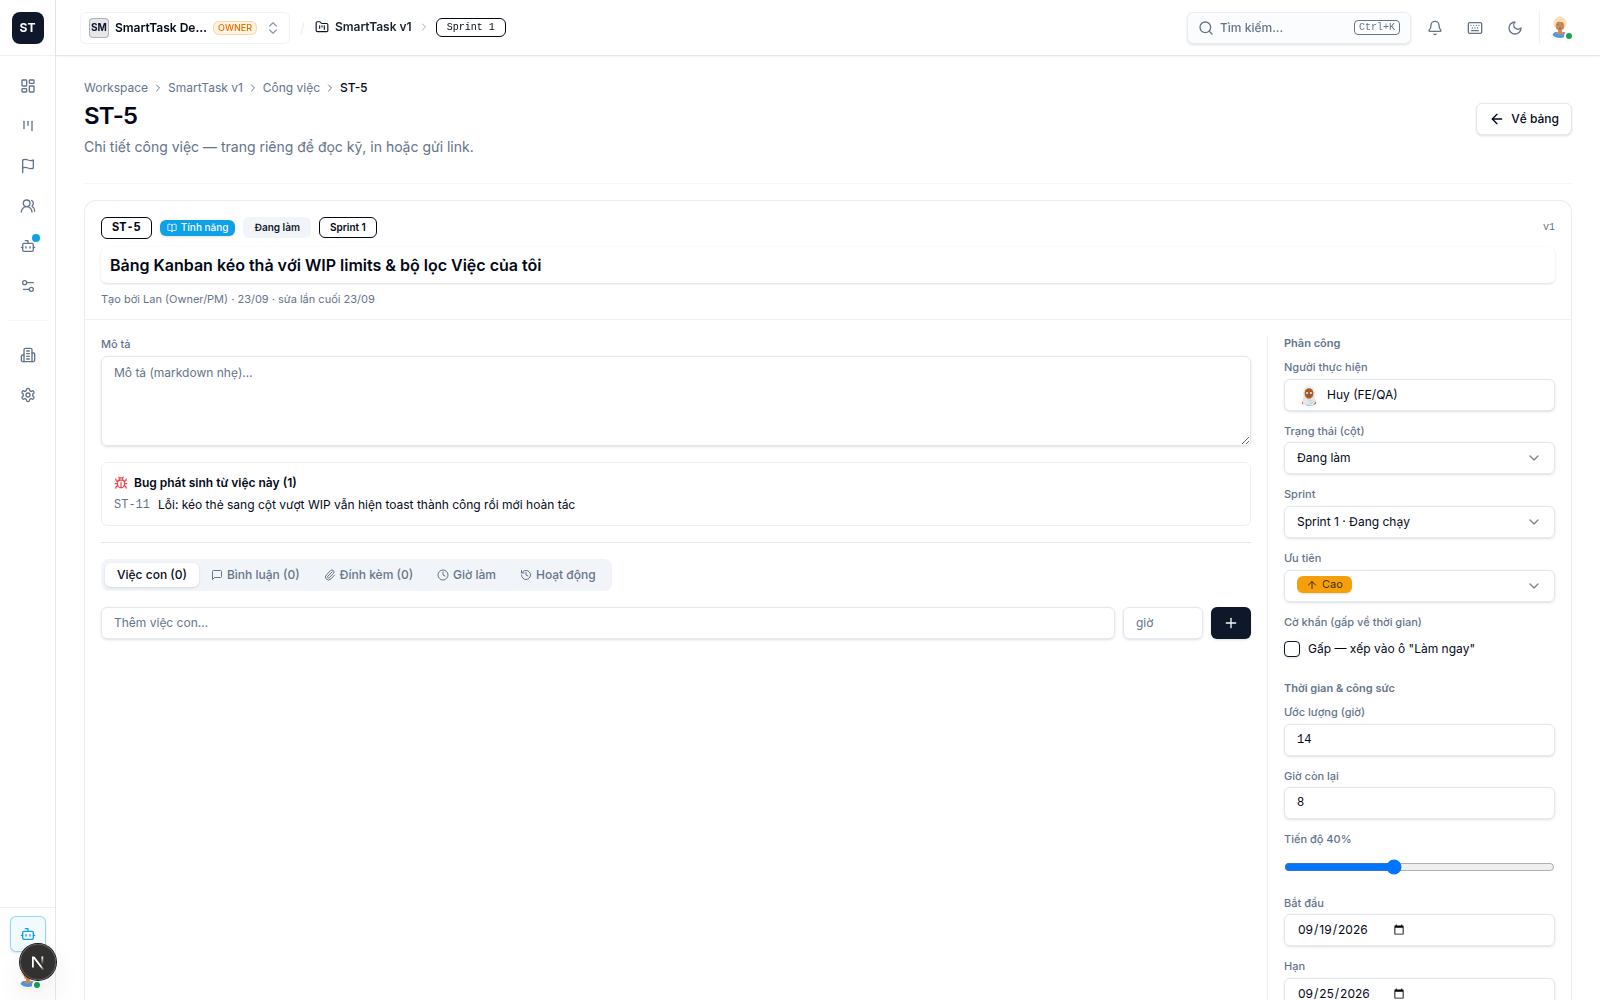 ST
SM SmartTask De... OWNER
SmartTask v1
Sprint 1
Tìm kiếm... Ctrl+K
Workspace > SmartTask v1 > Công việc > ST-5
ST-5
Về bảng
Chi tiết công việc — trang riêng để đọc kỹ, in hoặc gửi link.
ST-5 Tính năng Đang làm Sprint 1
v1
Bảng Kanban kéo thả với WIP limits & bộ lọc Việc của tôi
Tạo bởi Lan (Owner/PM) · 23/09 · sửa lần cuối 23/09
Mô tả
Mô tả (markdown nhẹ)...
Bug phát sinh từ việc này (1)
ST-11 Lỗi: kéo thẻ sang cột vượt WIP vẫn hiện toast thành công rồi mới hoàn tác
Việc con (0) Bình luận (0) Đính kèm (0) Giờ làm Hoạt động
Thêm việc con... giờ
Phân công
Người thực hiện
Huy (FE/QA)
Trạng thái (cột)
Đang làm
Sprint
Sprint 1 · Đang chạy
Ưu tiên
Cao
Cờ khẩn (gấp về thời gian)
Gấp — xếp vào ô "Làm ngay"
Thời gian & công sức
Ước lượng (giờ)
14
Giờ còn lại
8
Tiến độ 40%
Bắt đầu
09/19/2026
Hạn
09/25/2026
N